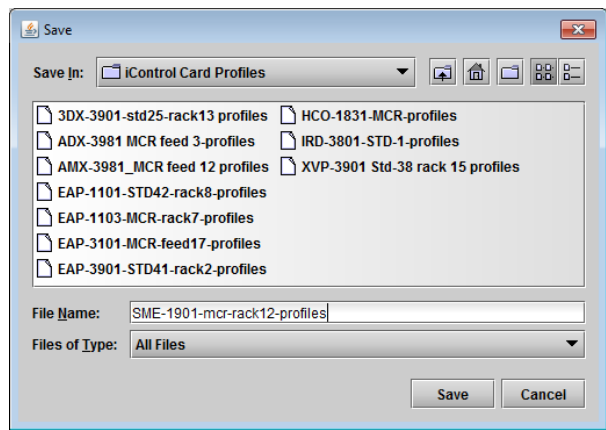 Save
Save In: iControl Card Profiles
3DX-3901-std25-rack13 profiles
ADX-3981 MCR feed 3-profiles
AMX-3981_MCR feed 12 profiles
EAP-1101-STD42-rack8-profiles
EAP-1103-MCR-rack7-profiles
EAP-3101-MCR-feed17-profiles
EAP-3901-STD41-rack2-profiles
HCO-1831-MCR-profiles
IRD-3801-STD-1-profiles
XVP-3901 Std-38 rack 15 profiles
File Name: SME-1901-mcr-rack12-profiles
Files of Type: All Files
Save Cancel